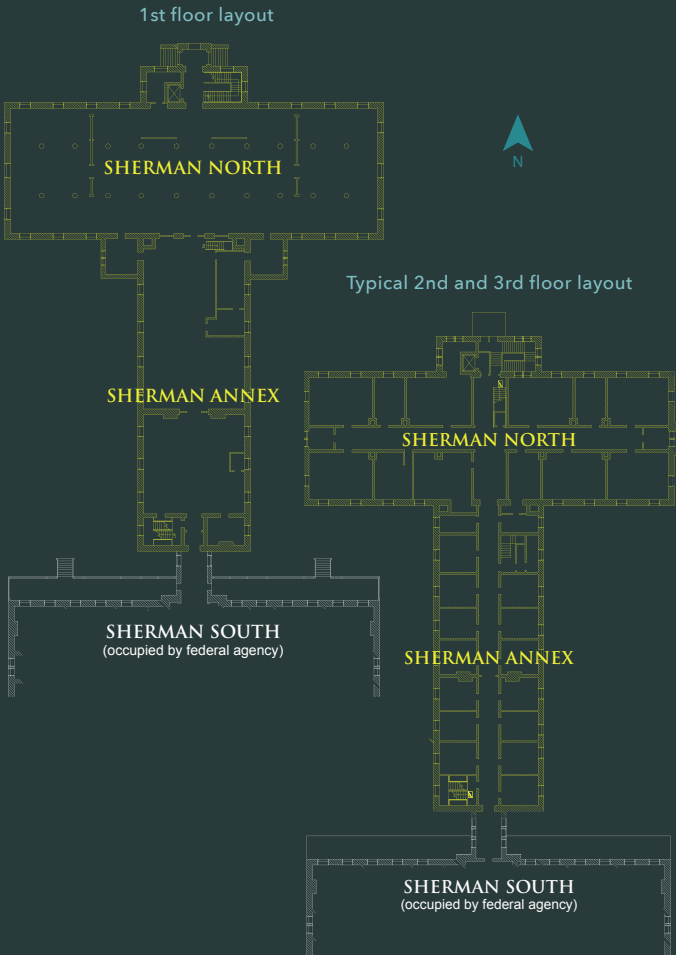 1st floor layout
SHERMAN NORTH
N
SHERMAN ANNEX
SHERMAN SOUTH
(occupied by federal agency)
Typical 2nd and 3rd floor layout
SHERMAN NORTH
SHERMAN ANNEX
SHERMAN SOUTH
(occupied by federal agency)